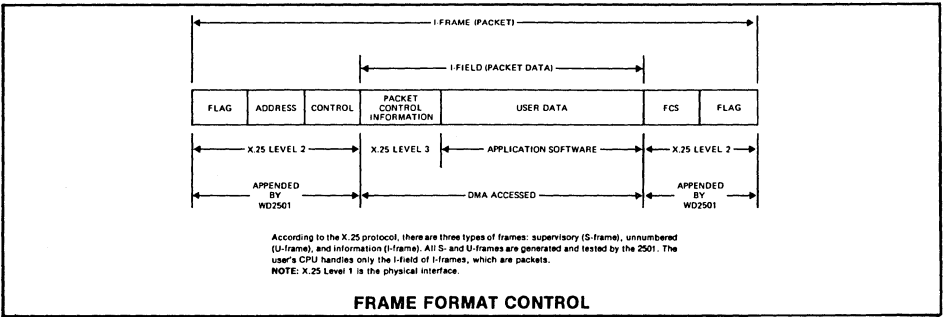 I-FRAME (PACKET)
I-FIELD (PACKET DATA)
FLAG
ADDRESS
CONTROL
PACKET
CONTROL
INFORMATION
USER DATA
FCS
FLAG
X.25 LEVEL 2
X.25 LEVEL 3
APPLICATION SOFTWARE
X.25 LEVEL 2
APPENDED
BY
WD2501
DMA ACCESSED
APPENDED
BY
WD2501
According to the X.25 protocol, there are three types of frames: supervisory (S-frame), unnumbered
(U-frame), and information (I-frame). All S- and U-frames are generated and tested by the 2501. The
user's CPU handles only the I-field of I-frames, which are packets.
NOTE: X.25 Level 1 is the physical interface.
FRAME FORMAT CONTROL